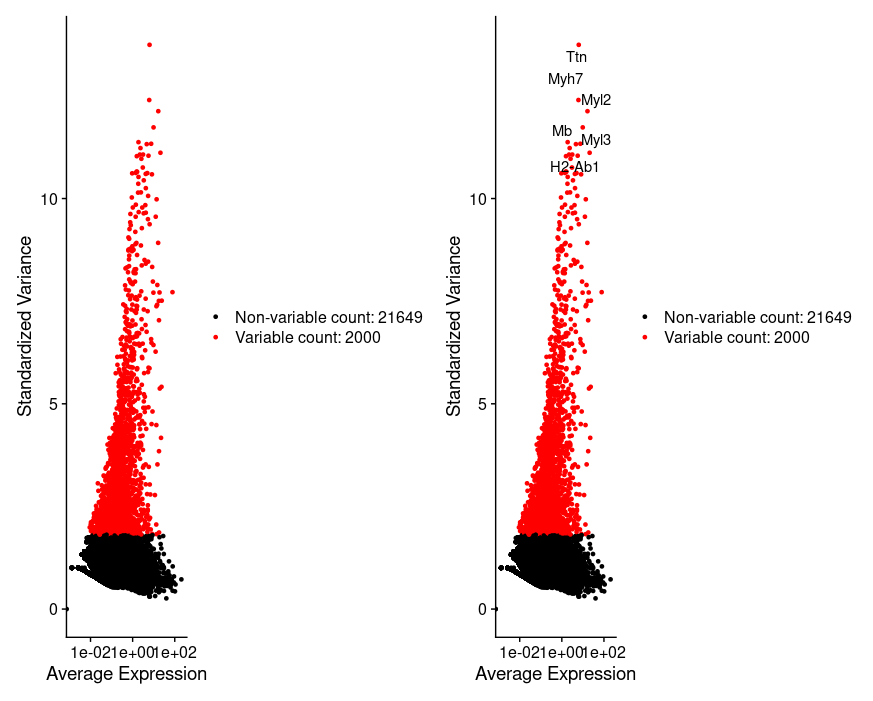 10
5
0
Standardized Variance
1e-02
1e+00
1e+02
Average Expression
Non-variable count: 21649
Variable count: 2000
Ttn
Myh7
Myl2
Mb
Myl3
H2-Ab1
10
5
0
Standardized Variance
1e-02
1e+00
1e+02
Average Expression
Non-variable count: 21649
Variable count: 2000